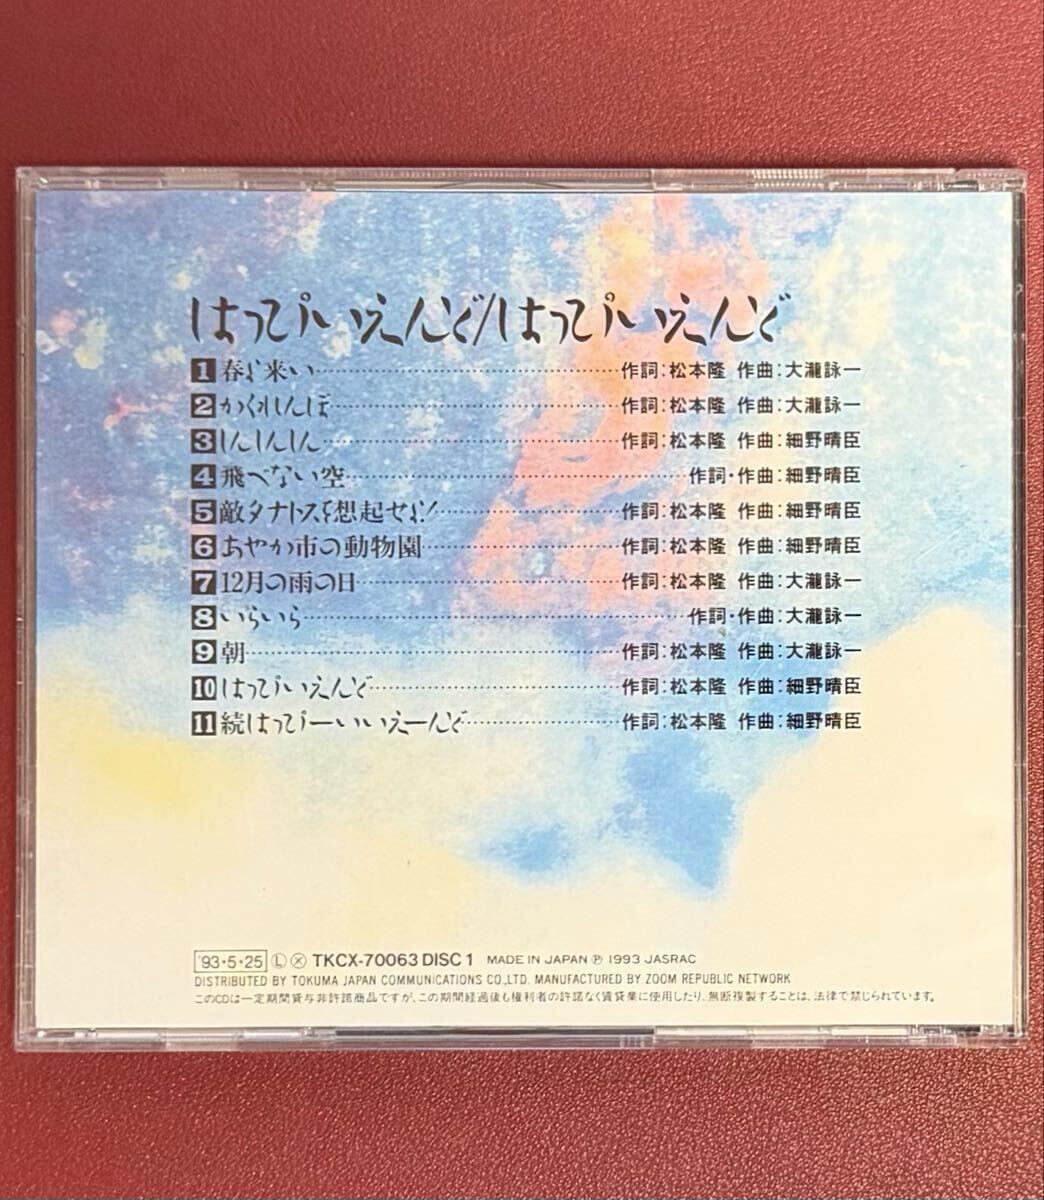 はっぴいえんど/はっぴいえんど
1 春よ来い 作詞:松本隆 作曲:大瀧詠一
2 かくれんぼ 作詞:松本隆 作曲:大瀧詠一
3 しんしんしん 作詞:松本隆 作曲:細野晴臣
4 飛べない空 作詞・作曲:細野晴臣
5 敵タナトスを想起せよ! 作詞:松本隆 作曲:細野晴臣
6 あやか市の動物園 作詞:松本隆 作曲:細野晴臣
7 12月の雨の日 作詞:松本隆 作曲:大瀧詠一
8 いらいら 作詞・作曲:大瀧詠一
9 朝 作詞:松本隆 作曲:大瀧詠一
10 はっぴいえんど 作詞:松本隆 作曲:細野晴臣
11 続はっぴーいいえーんど 作詞:松本隆 作曲:細野晴臣
'93・5・25 Ⓛ ⓧ TKCX-70063 DISC 1 MADE IN JAPAN ℗ 1993 JASRAC
DISTRIBUTED BY TOKUMA JAPAN COMMUNICATIONS CO.,LTD. MANUFACTURED BY ZOOM REPUBLIC NETWORK
このCDは一定期間貸与非許諾商品ですが、この期間経過後も権利者の許諾なく賃貸業に使用したり、無断複製することは、法律で禁じられています。